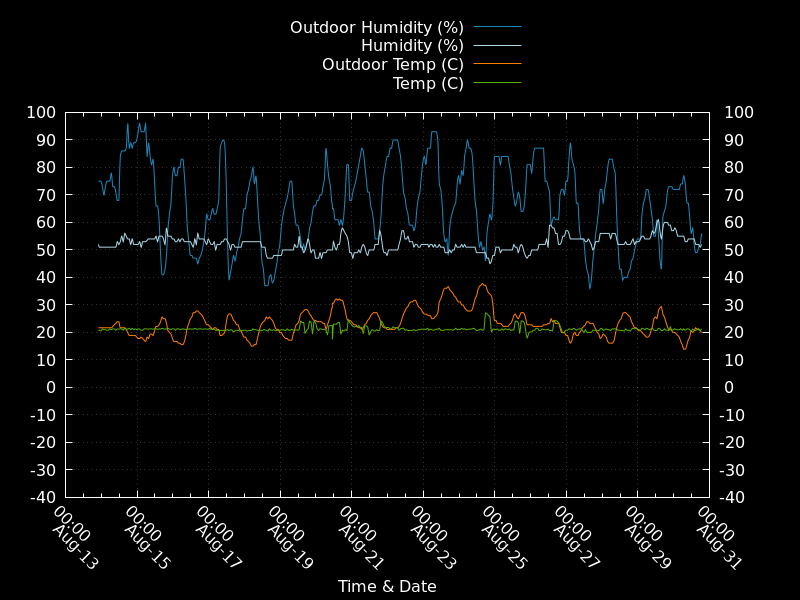 Outdoor Humidity (%)
Humidity (%)
Outdoor Temp (C)
Temp (C)
100 100
90 90
80 80
70 70
60 60
50 50
40 40
30 30
20 20
10 10
0 0
-10 -10
-20 -20
-30 -30
-40 -40
00:00
Aug-13
00:00
Aug-15
00:00
Aug-17
00:00
Aug-19
00:00
Aug-21
00:00
Aug-23
00:00
Aug-25
00:00
Aug-27
00:00
Aug-29
00:00
Aug-31
Time & Date